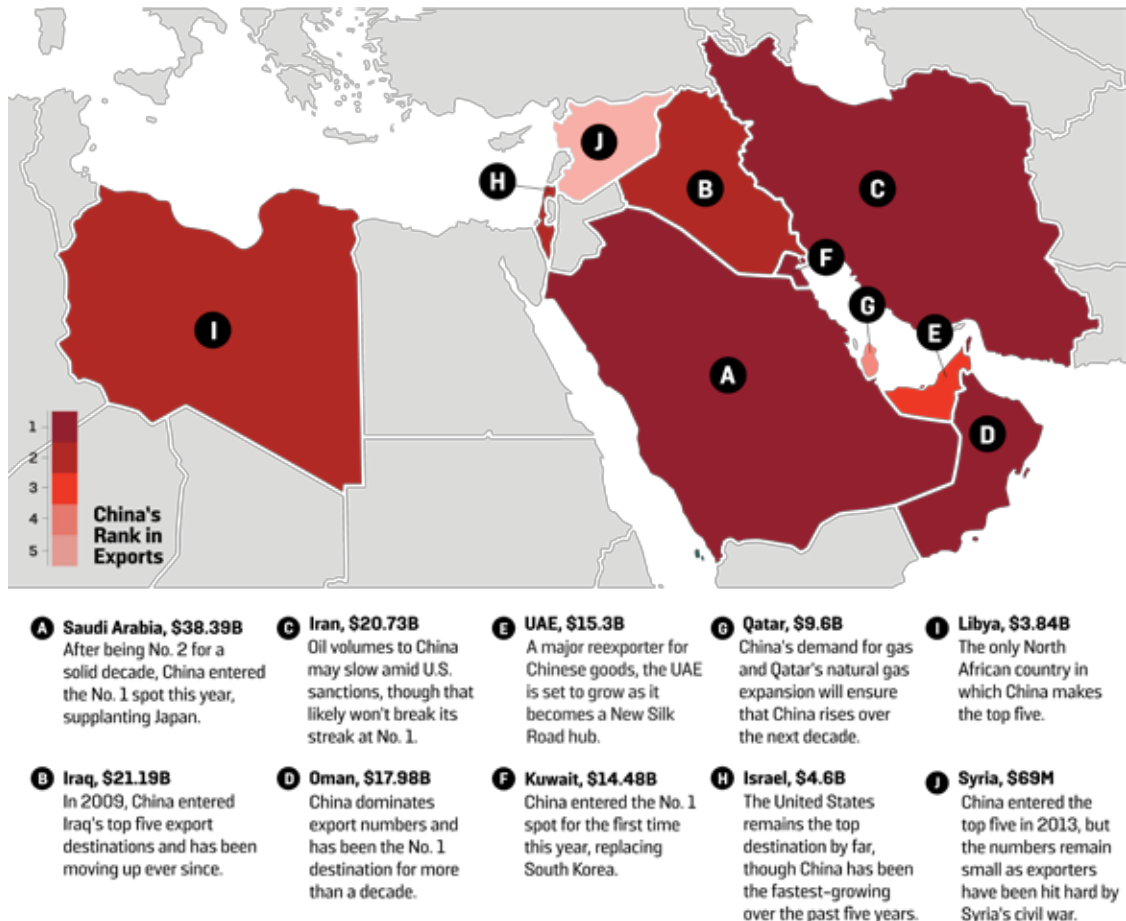 J
H
B
C
F
G
E
I
A
D
1
2
3
4
5
China's
Rank in
Exports
A Saudi Arabia, $38.39B
After being No. 2 for a
solid decade, China entered
the No. 1 spot this year,
supplanting Japan.
C Iran, $20.73B
Oil volumes to China
may slow amid U.S.
sanctions, though that
likely won't break its
streak at No. 1.
E UAE, $15.3B
A major reexporter for
Chinese goods, the UAE
is set to grow as it
becomes a New Silk
Road hub.
G Qatar, $9.6B
China's demand for gas
and Qatar's natural gas
expansion will ensure
that China rises over
the next decade.
I Libya, $3.84B
The only North
African country in
which China makes
the top five.
B Iraq, $21.19B
In 2009, China entered
Iraq's top five export
destinations and has been
moving up ever since.
D Oman, $17.98B
China dominates
export numbers and
has been the No. 1
destination for more
than a decade.
F Kuwait, $14.48B
China entered the No. 1
spot for the first time
this year, replacing
South Korea.
H Israel, $4.6B
The United States
remains the top
destination by far,
though China has been
the fastest-growing
over the past five years.
J Syria, $69M
China entered the
top five in 2013, but
the numbers remain
small as exporters
have been hit hard by
Syria's civil war.